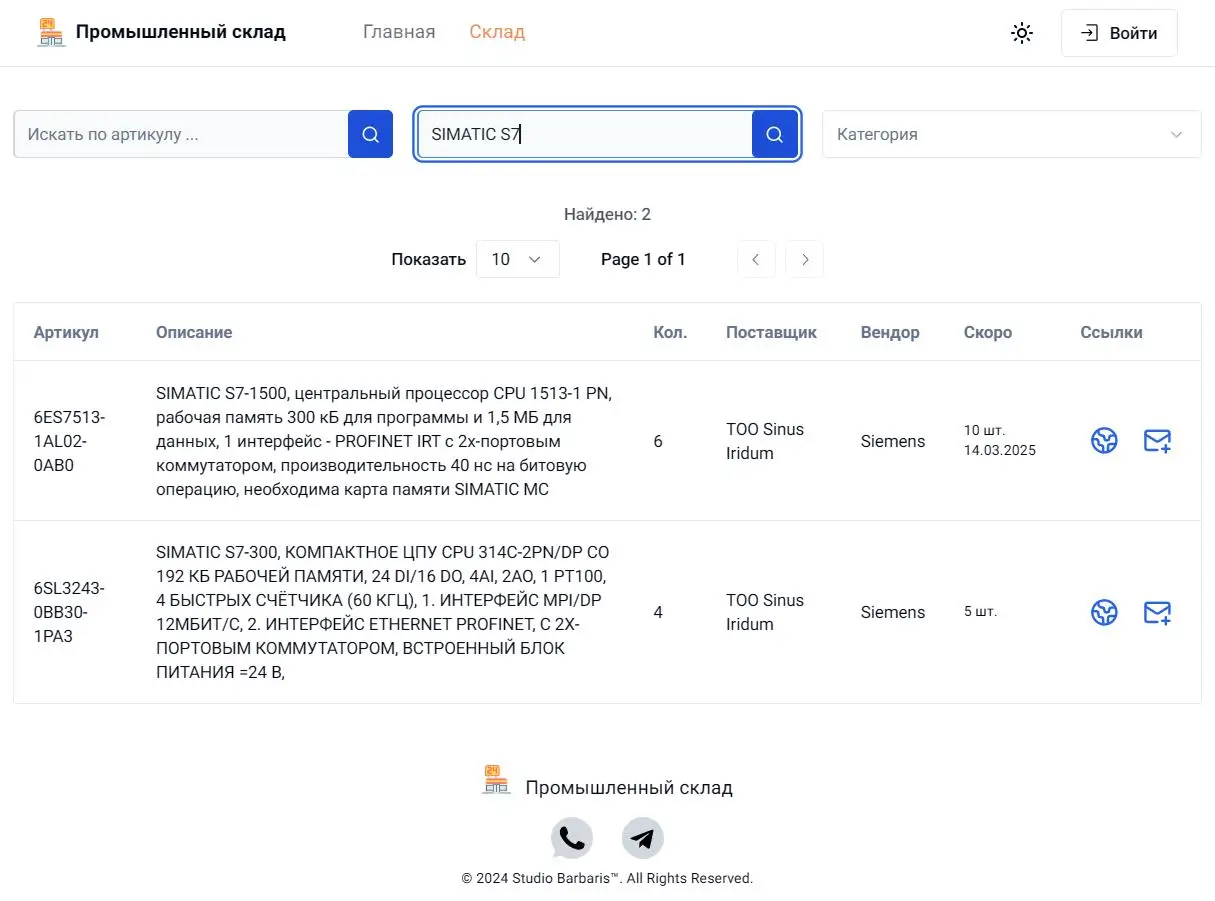 24
Промышленный склад
Главная
Склад
Войти
Искать по артикулу ...
SIMATIC S7
Категория
Найдено: 2
Показать
10
Page 1 of 1
Артикул
Описание
Кол.
Поставщик
Вендор
Скоро
Ссылки
6ES7513-
1AL02-
0AB0
SIMATIC S7-1500, центральный процессор CPU 1513-1 PN,
рабочая память 300 кБ для программы и 1,5 МБ для
данных, 1 интерфейс - PROFINET IRT с 2х-портовым
коммутатором, производительность 40 нс на битовую
операцию, необходима карта памяти SIMATIC MC
6
ТОО Sinus
Iridum
Siemens
10 шт.
14.03.2025
6SL3243-
0BB30-
1PA3
SIMATIC S7-300, КОМПАКТНОЕ ЦПУ CPU 314C-2PN/DP СО
192 КБ РАБОЧЕЙ ПАМЯТИ, 24 DI/16 DO, 4AI, 2AO, 1 PT100,
4 БЫСТРЫХ СЧЁТЧИКА (60 КГЦ), 1. ИНТЕРФЕЙС MPI/DP
12МБИТ/С, 2. ИНТЕРФЕЙС ETHERNET PROFINET, С 2Х-
ПОРТОВЫМ КОММУТАТОРОМ, ВСТРОЕННЫЙ БЛОК
ПИТАНИЯ =24 В,
4
ТОО Sinus
Iridum
Siemens
5 шт.
24
Промышленный склад
© 2024 Studio Barbaris™. All Rights Reserved.